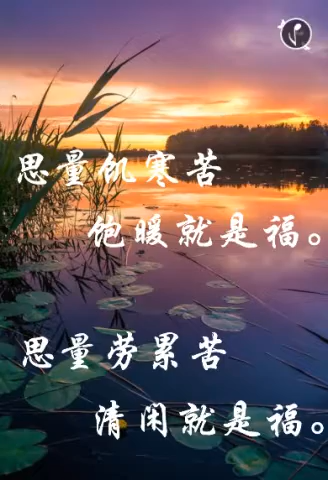 思量饥寒苦
饱暖就是福。
思量劳累苦
清闲就是福。